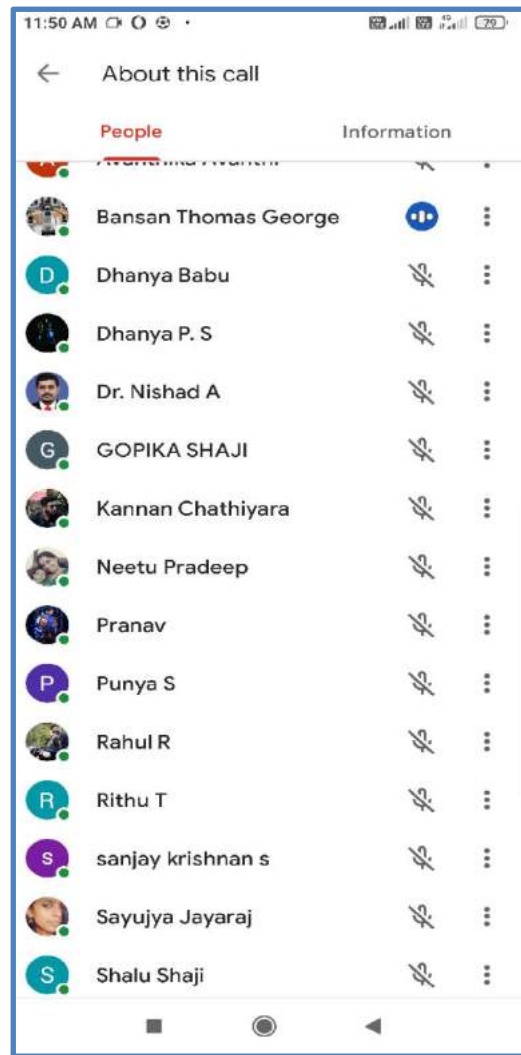 11:50 AM
79
About this call
People Information
Bansan Thomas George
D Dhanya Babu
Dhanya P. S
Dr. Nishad A
G GOPIKA SHAJI
Kannan Chathiyara
Neetu Pradeep
Pranav
P Punya S
Rahul R
R Rithu T
s sanjay krishnan s
Sayujya Jayaraj
S Shalu Shaji